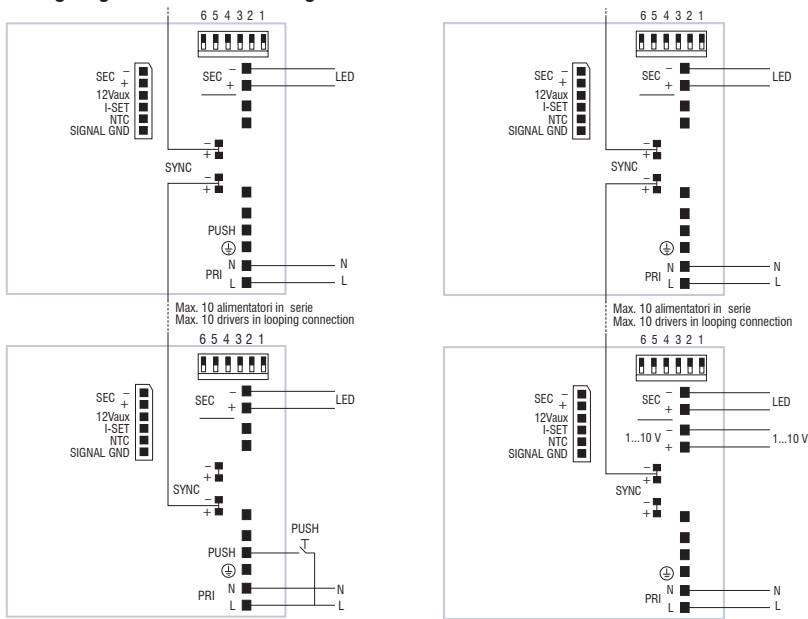 6 5 4 3 2 1
SEC –
+
12Vaux
I-SET
NTC
SIGNAL GND
SEC –
+
LED
–
+
SYNC
–
+
PUSH
N
PRI
L
N
L
Max. 10 alimentatori in serie
Max. 10 drivers in looping connection
6 5 4 3 2 1
SEC –
+
12Vaux
I-SET
NTC
SIGNAL GND
SEC –
+
LED
–
+
SYNC
–
+
N
PRI
L
N
L
Max. 10 alimentatori in serie
Max. 10 drivers in looping connection
6 5 4 3 2 1
SEC –
+
12Vaux
I-SET
NTC
SIGNAL GND
SEC –
+
LED
–
+
SYNC
–
+
PUSH
PUSH
N
PRI
L
N
L
6 5 4 3 2 1
SEC –
+
12Vaux
I-SET
NTC
SIGNAL GND
SEC –
+
LED
1...10 V –
+
1...10 V
–
+
SYNC
–
+
N
PRI
L
N
L